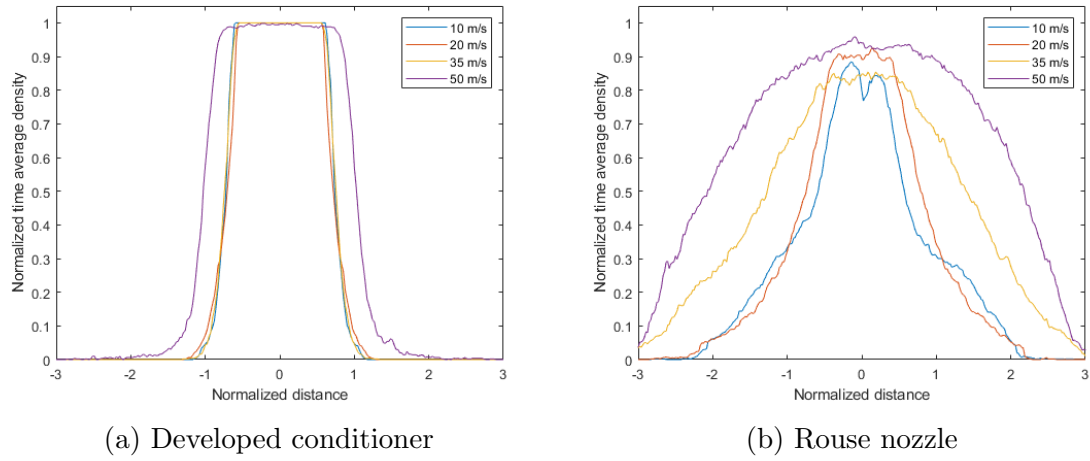 1
0.9
0.8
0.7
0.6
0.5
0.4
0.3
0.2
0.1
0
-3
-2
-1
0
1
2
3
Normalized time average density
Normalized distance
10 m/s
20 m/s
35 m/s
50 m/s
(a) Developed conditioner
1
0.9
0.8
0.7
0.6
0.5
0.4
0.3
0.2
0.1
0
-3
-2
-1
0
1
2
3
Normalized time average density
Normalized distance
10 m/s
20 m/s
35 m/s
50 m/s
(b) Rouse nozzle